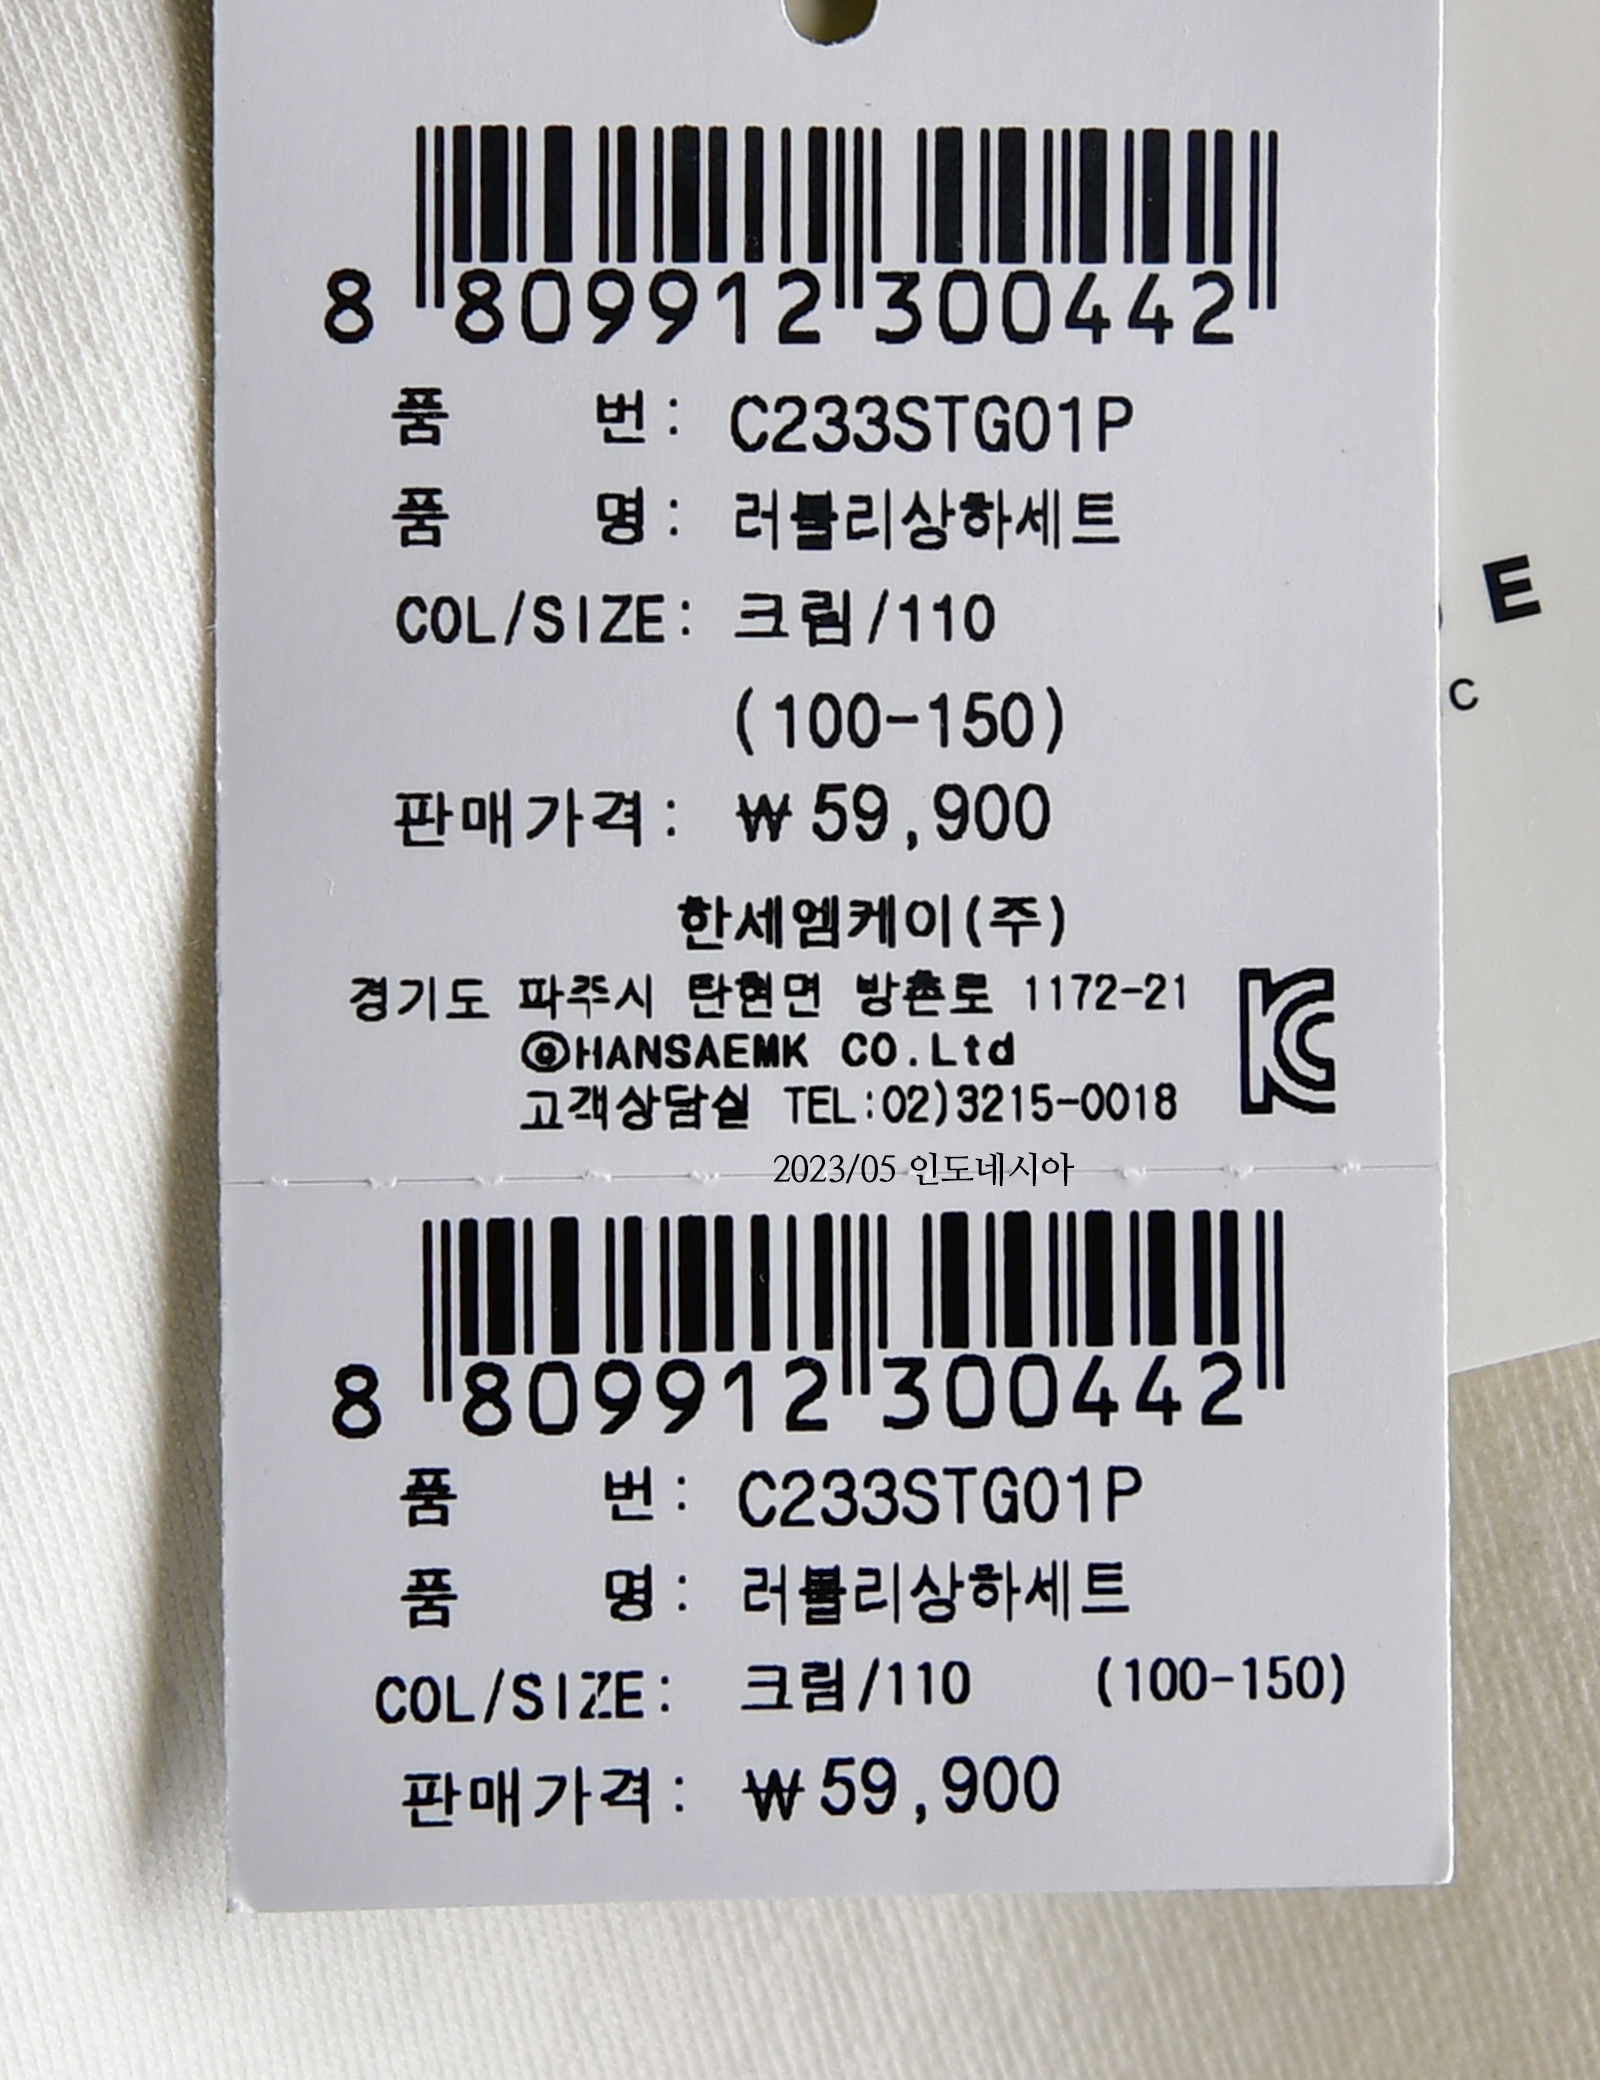 8 809912 300442
품 번: C233STG01P
품 명: 러블리상하세트
COL/SIZE: 크림/110
(100-150)
판매가격: ₩59,900
한세엠케이(주)
경기도 파주시 탄현면 방촌로 1172-21
©HANSAEMK CO.Ltd
고객상담실 TEL:02)3215-0018
KC
2023/05 인도네시아
8 809912 300442
품 번: C233STG01P
품 명: 러블리상하세트
COL/SIZE: 크림/110 (100-150)
판매가격: ₩59,900
E
C